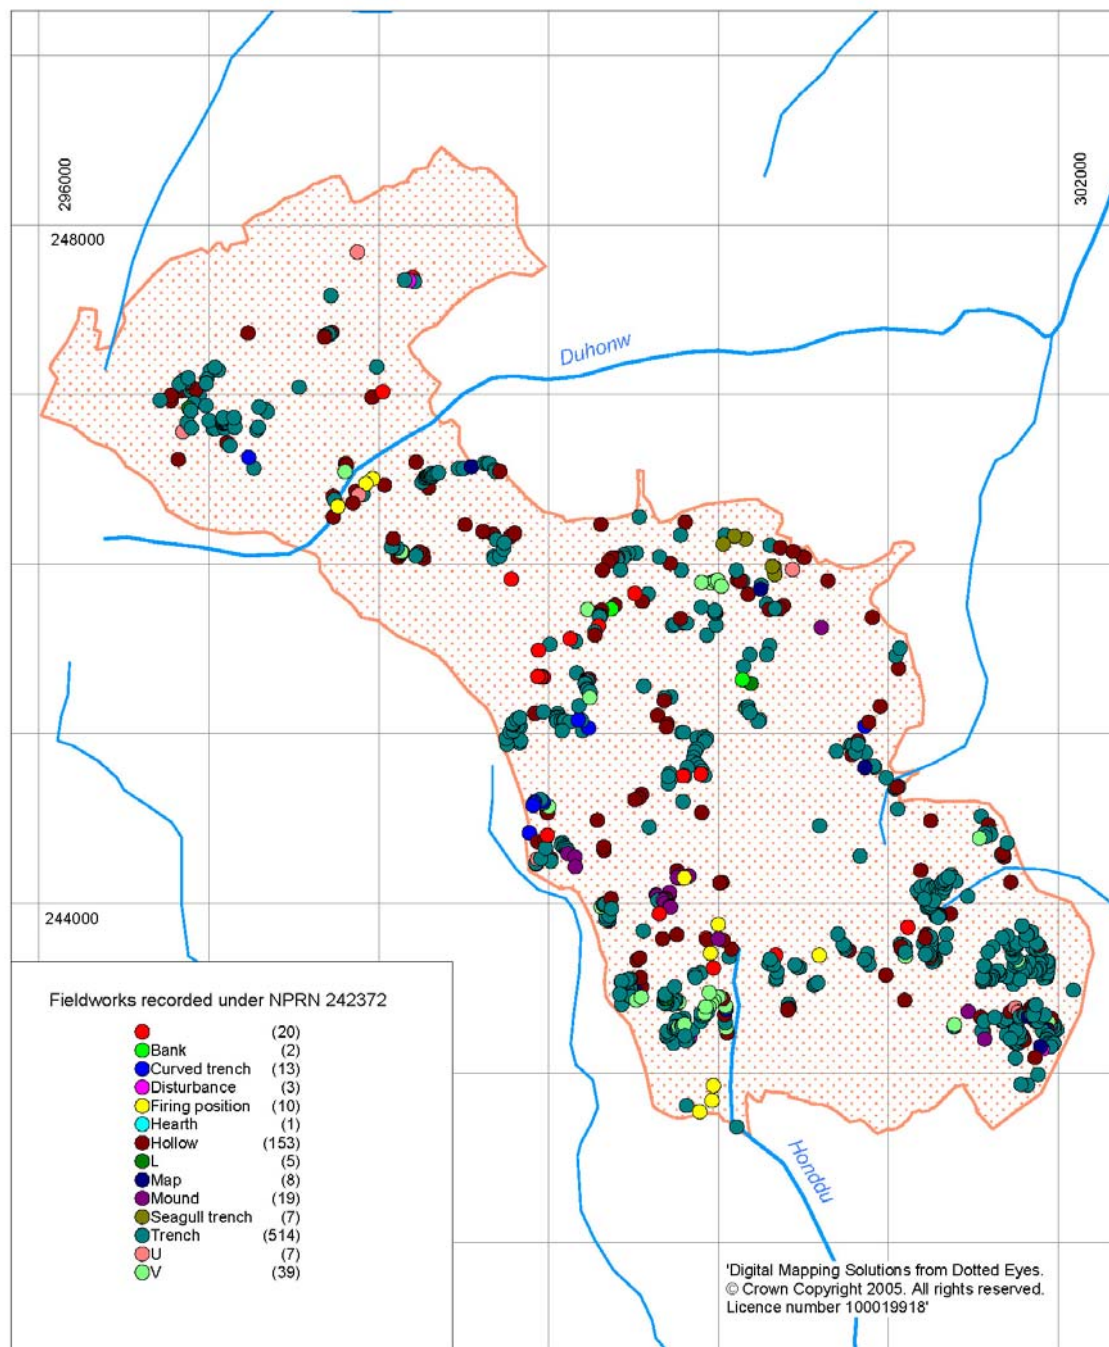 296000
302000
248000
Duhonw
244000
Fieldworks recorded under NPRN 242372
(20)
Bank (2)
Curved trench (13)
Disturbance (3)
Firing position (10)
Hearth (1)
Hollow (153)
L (5)
Map (8)
Mound (19)
Seagull trench (7)
Trench (514)
U (7)
V (39)
Honddu
'Digital Mapping Solutions from Dotted Eyes.
© Crown Copyright 2005. All rights reserved.
Licence number 100019918'